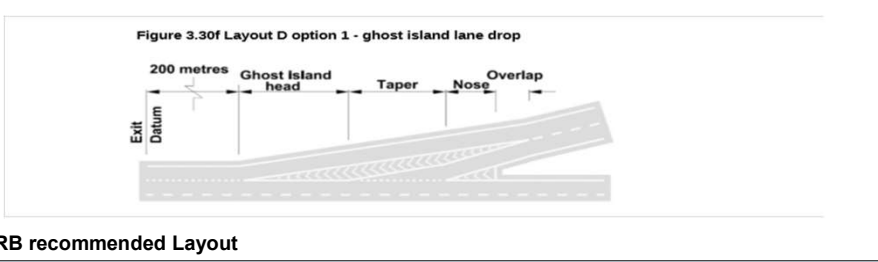 Figure 3.30f Layout D option 1 - ghost island lane drop
200 metres
Ghost Island
head
Taper
Nose
Overlap
Exit
Datum
RB recommended Layout